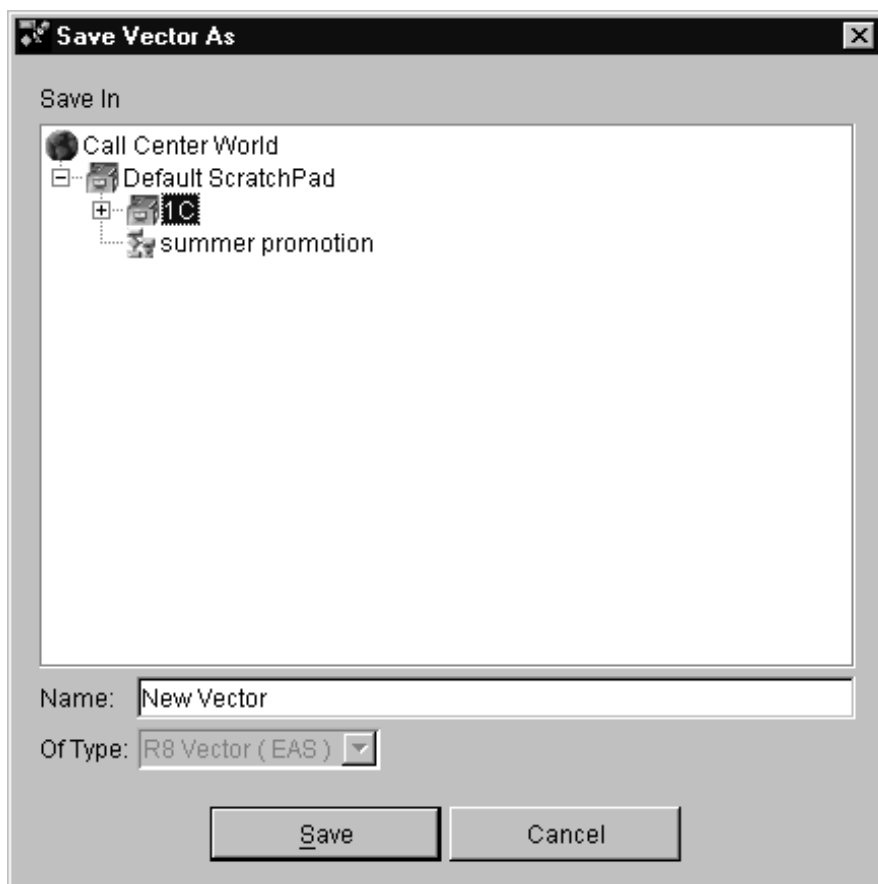 Save Vector As
Save In
Call Center World
Default ScratchPad
1C
summer promotion
Name: New Vector
Of Type: R8 Vector ( EAS )
Save Cancel